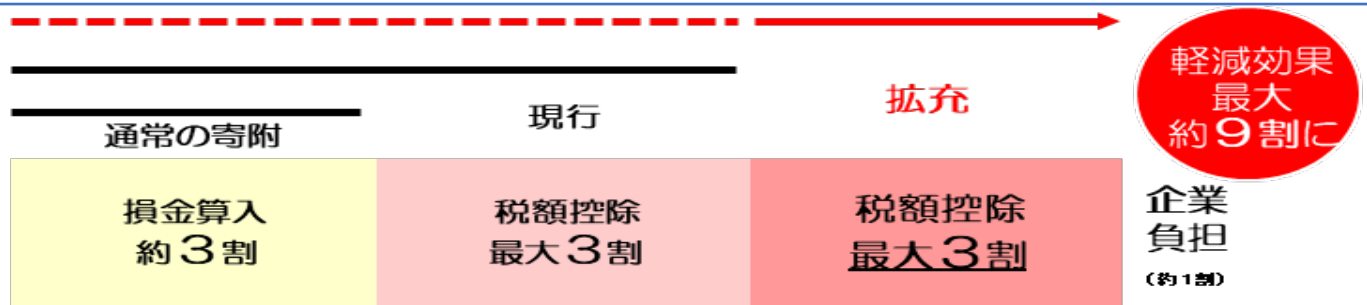 通常の寄附
現行
拡充
軽減効果
最大
約9割に
損金算入
約3割
税額控除
最大3割
税額控除
最大3割
企業
負担
(約1割)